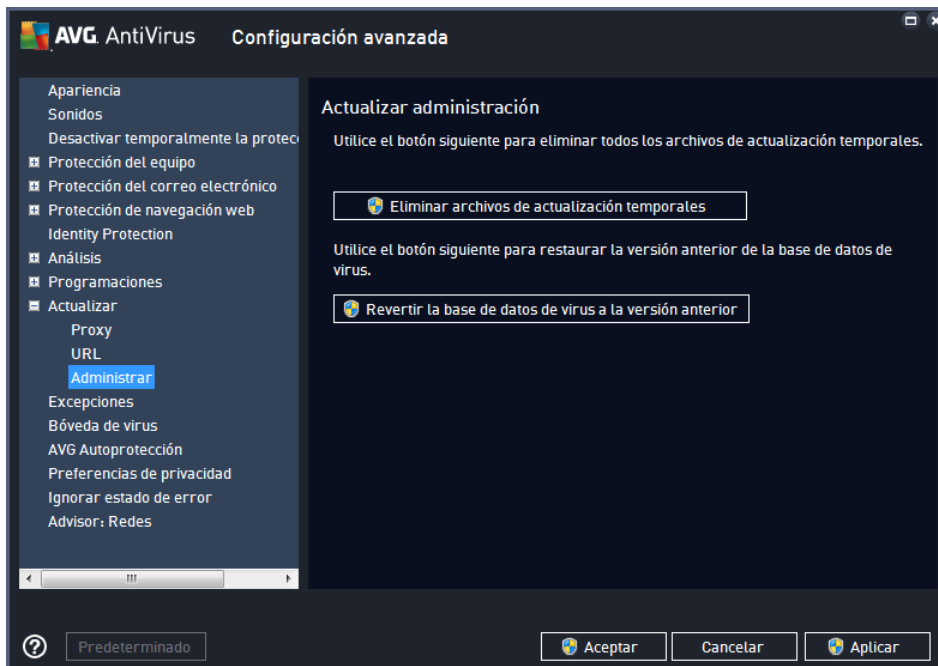 AVG. AntiVirus Configuración avanzada
Apariencia
Sonidos
Desactivar temporalmente la protec
Protección del equipo
Protección del correo electrónico
Protección de navegación web
Identity Protection
Análisis
Programaciones
Actualizar
Proxy
URL
Administrar
Excepciones
Bóveda de virus
AVG Autoprotección
Preferencias de privacidad
Ignorar estado de error
Advisor: Redes
Actualizar administración
Utilice el botón siguiente para eliminar todos los archivos de actualización temporales.
Eliminar archivos de actualización temporales
Utilice el botón siguiente para restaurar la versión anterior de la base de datos de
virus.
Revertir la base de datos de virus a la versión anterior
?
Predeterminado
Aceptar
Cancelar
Aplicar